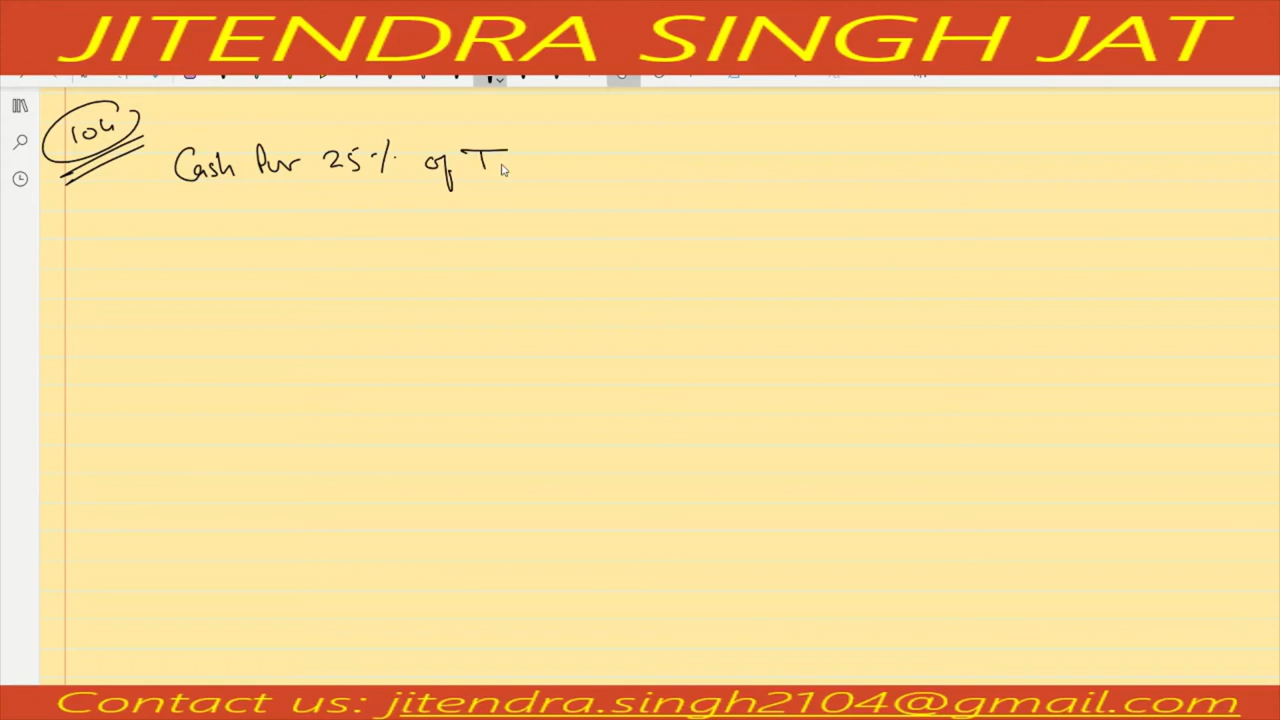 JITENDRA SINGH JAT
104
Cash Pur 25% of T
Contact us: jitendra.singh2104@gmail.com